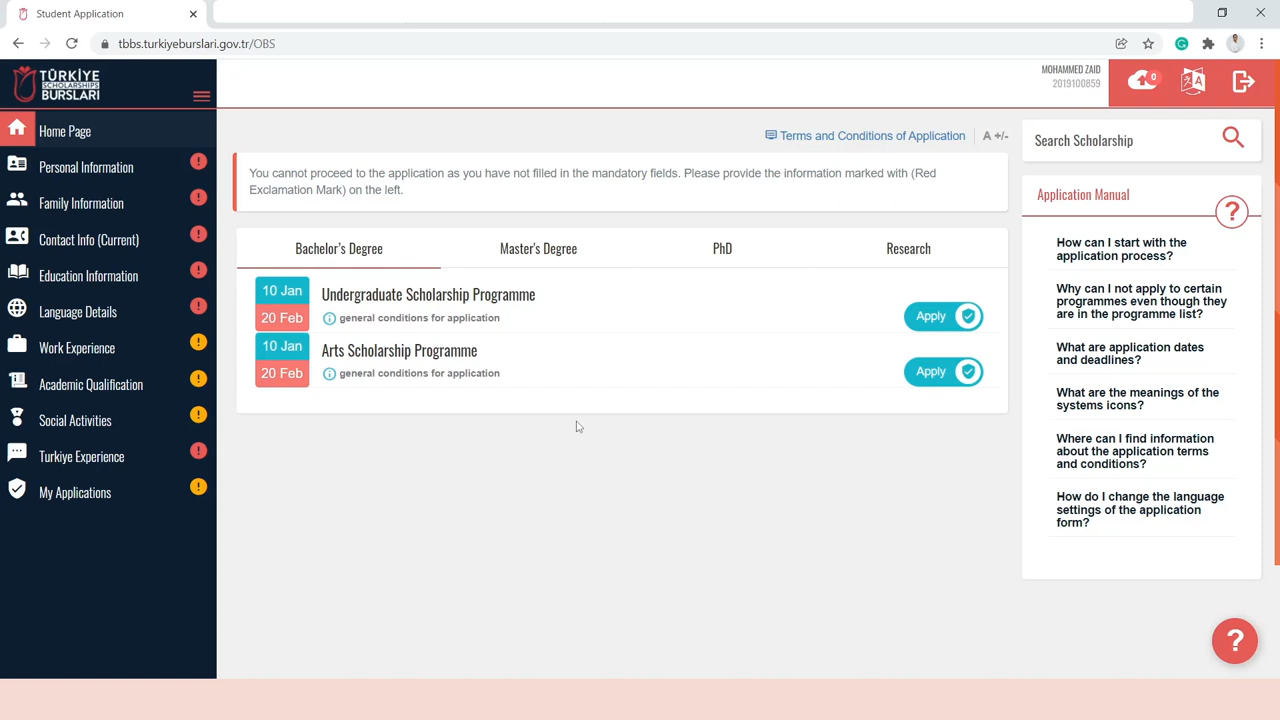 Student Application
tbbs.turkiyeburslari.gov.tr/OBS
TÜRKİYE
SCHOLARSHIPS
BURSLARI
MOHAMMED ZAID
2019100859
0
Home Page
Personal Information
Family Information
Contact Info (Current)
Education Information
Language Details
Work Experience
Academic Qualification
Social Activities
Turkiye Experience
My Applications
Terms and Conditions of Application
A +/-
You cannot proceed to the application as you have not filled in the mandatory fields. Please provide the information marked with (Red
Exclamation Mark) on the left.
Bachelor's Degree
Master's Degree
PhD
Research
10 Jan
20 Feb
Undergraduate Scholarship Programme
general conditions for application
Apply
10 Jan
20 Feb
Arts Scholarship Programme
general conditions for application
Apply
Search Scholarship
Application Manual
?
How can I start with the
application process?
Why can I not apply to certain
programmes even though they
are in the programme list?
What are application dates
and deadlines?
What are the meanings of the
systems icons?
Where can I find information
about the application terms
and conditions?
How do I change the language
settings of the application
form?
?